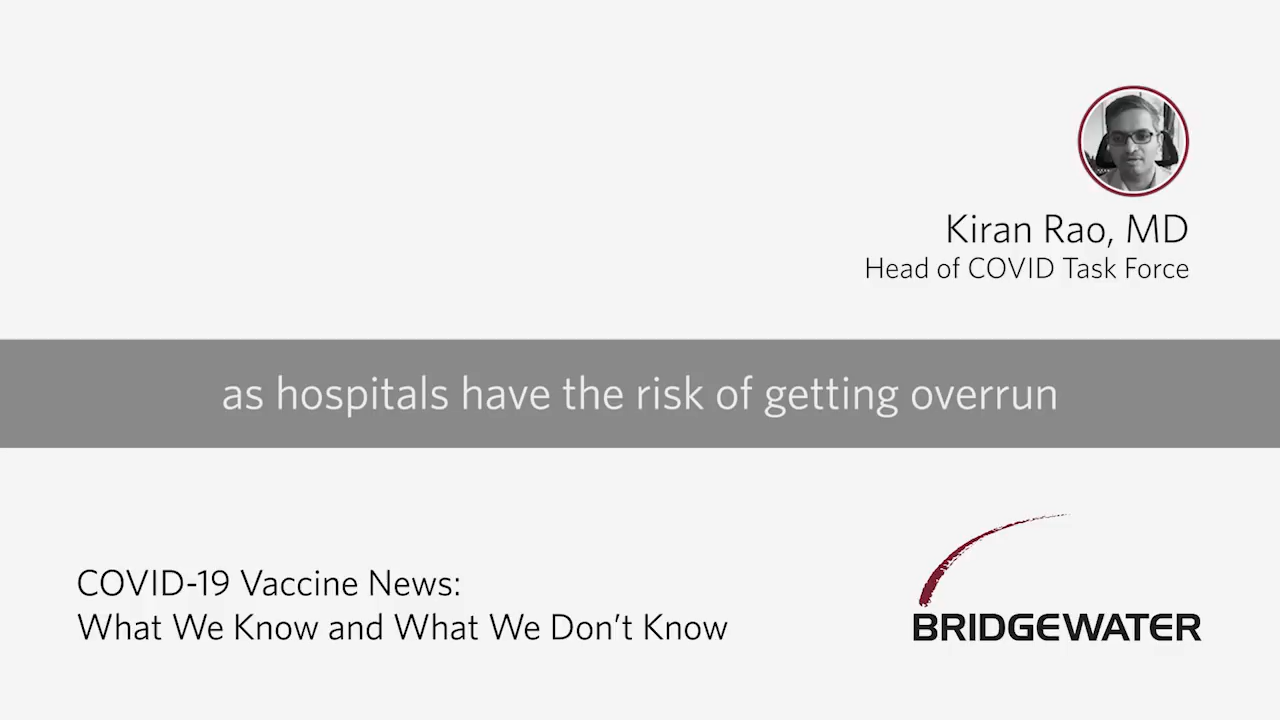 Kiran Rao, MD
Head of COVID Task Force
as hospitals have the risk of getting overrun
COVID-19 Vaccine News:
What We Know and What We Don’t Know
BRIDGEWATER